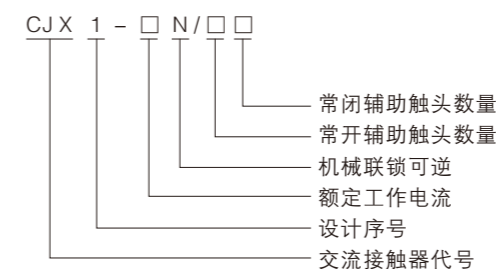 CJX 1 - □ N / □ □
常闭辅助触头数量
常开辅助触头数量
机械联锁可逆
额定工作电流
设计序号
交流接触器代号